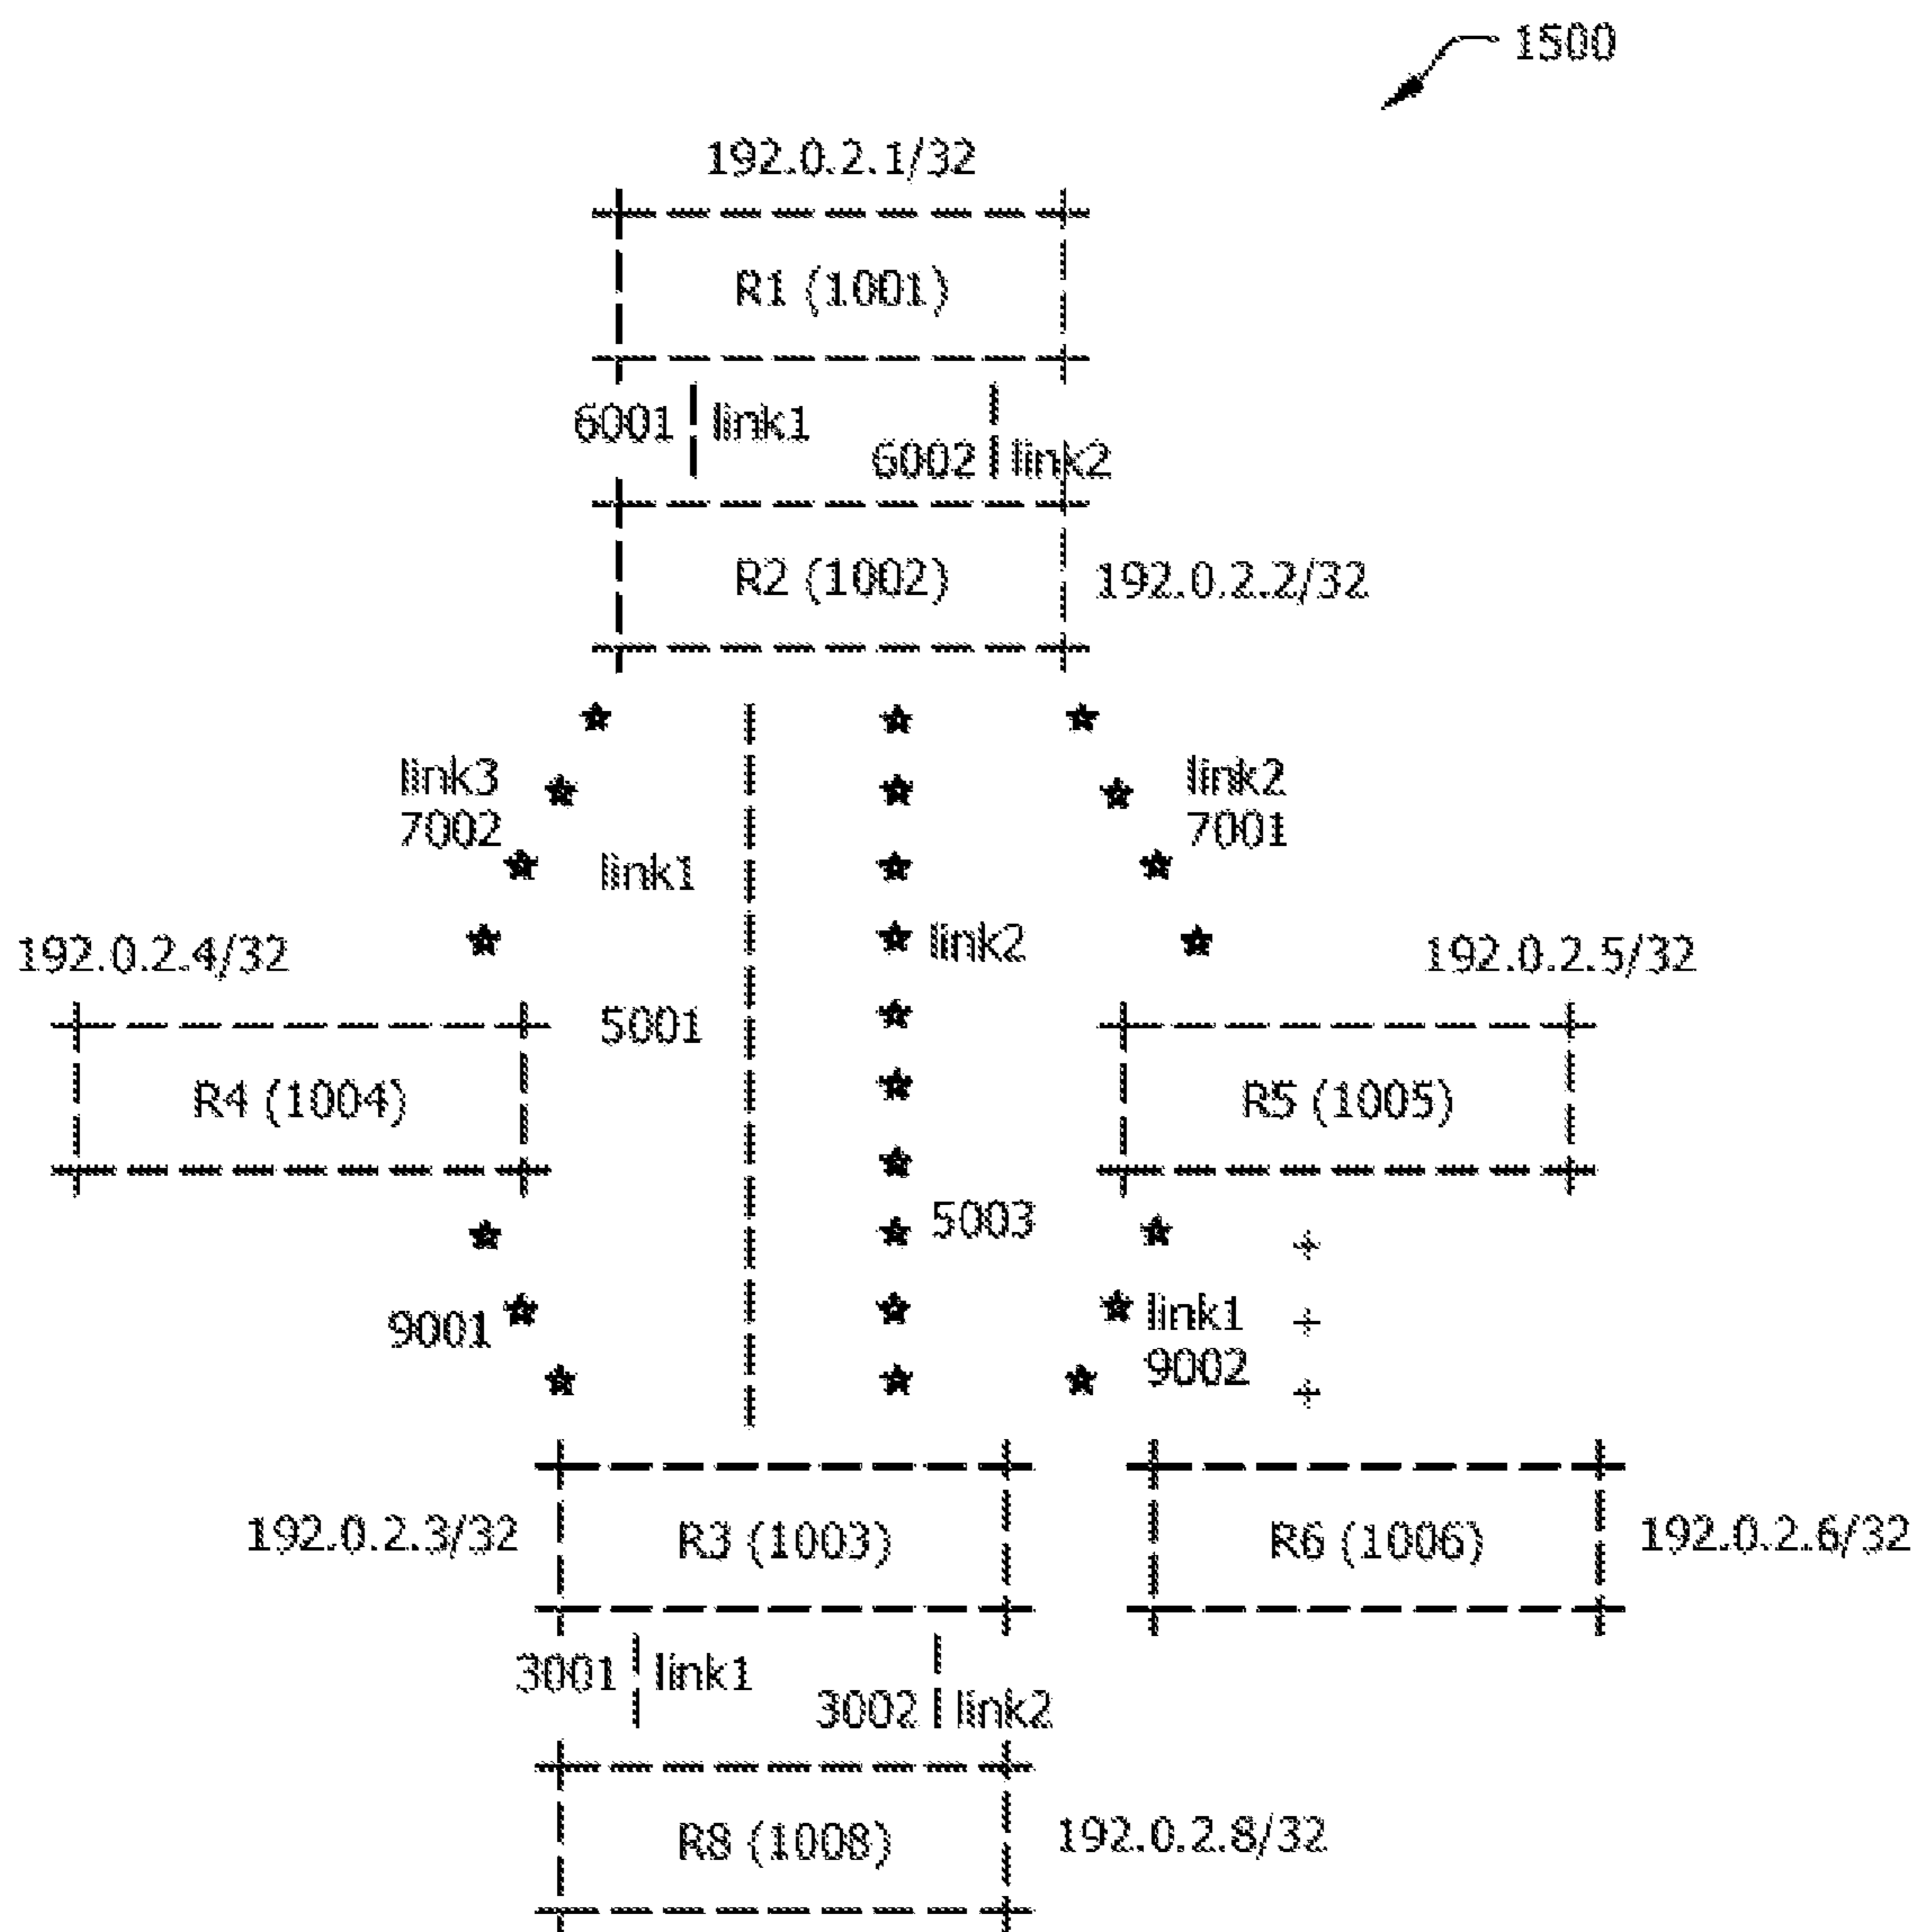 1500
192.0.2.1/32
R1 (1001)
6001
link1
6002
link2
R2 (1002)
192.0.2.2/32
link3
7002
link2
7001
link1
link2
192.0.2.4/32
192.0.2.5/32
5001
R4 (1004)
R5 (1005)
5003
9001
link1
9002
192.0.2.3/32
R3 (1003)
R6 (1006)
192.0.2.6/32
3001
link1
3002
link2
R8 (1008)
192.0.2.8/32